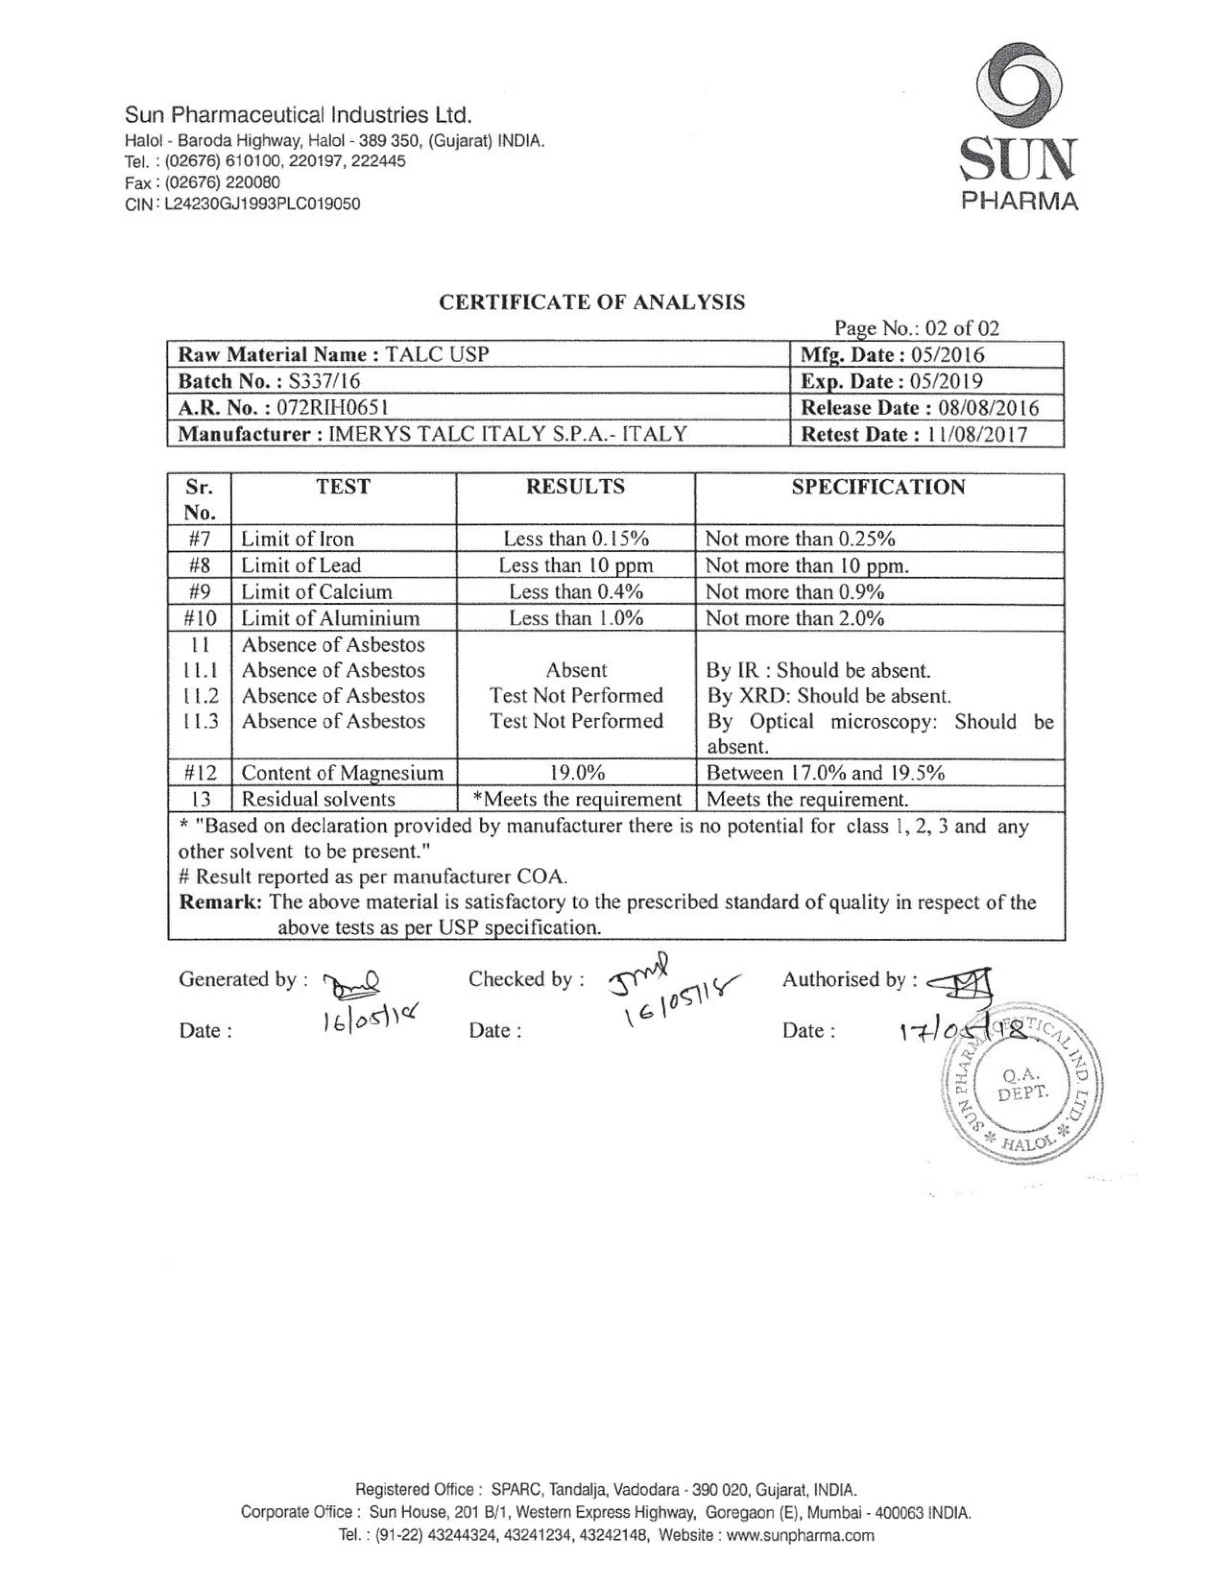 Sun Pharmaceutical Industries Ltd.
Halol - Baroda Highway, Halol - 389 350, (Gujarat) INDIA.
Tel. : (02676) 610100, 220197, 222445
Fax : (02676) 220080
CIN : L24230GJ1993PLC019050
SUN
PHARMA
CERTIFICATE OF ANALYSIS
Page No.: 02 of 02
Raw Material Name : TALC USP Mfg. Date : 05/2016
Batch No. : S337/16 Exp. Date : 05/2019
A.R. No. : 072RIH0651 Release Date : 08/08/2016
Manufacturer : IMERYS TALC ITALY S.P.A.- ITALY Retest Date : 11/08/2017
Sr. TEST RESULTS SPECIFICATION
No.
#7 Limit of Iron Less than 0.15% Not more than 0.25%
#8 Limit of Lead Less than 10 ppm Not more than 10 ppm.
#9 Limit of Calcium Less than 0.4% Not more than 0.9%
#10 Limit of Aluminium Less than 1.0% Not more than 2.0%
11 Absence of Asbestos
11.1 Absence of Asbestos Absent By IR : Should be absent.
11.2 Absence of Asbestos Test Not Performed By XRD: Should be absent.
11.3 Absence of Asbestos Test Not Performed By Optical microscopy: Should be
absent.
#12 Content of Magnesium 19.0% Between 17.0% and 19.5%
13 Residual solvents *Meets the requirement Meets the requirement.
* "Based on declaration provided by manufacturer there is no potential for class 1, 2, 3 and any
other solvent to be present."
# Result reported as per manufacturer COA.
Remark: The above material is satisfactory to the prescribed standard of quality in respect of the
above tests as per USP specification.
Generated by : Checked by : Authorised by :
Date : 16/05/18 Date : 16/05/18 Date : 17/05/18
SUN PHARMACEUTICAL IND. LTD.
Q.A.
DEPT.
* HALOL *
Registered Office : SPARC, Tandalja, Vadodara - 390 020, Gujarat, INDIA.
Corporate Office : Sun House, 201 B/1, Western Express Highway, Goregaon (E), Mumbai - 400063 INDIA.
Tel. : (91-22) 43244324, 43241234, 43242148, Website : www.sunpharma.com